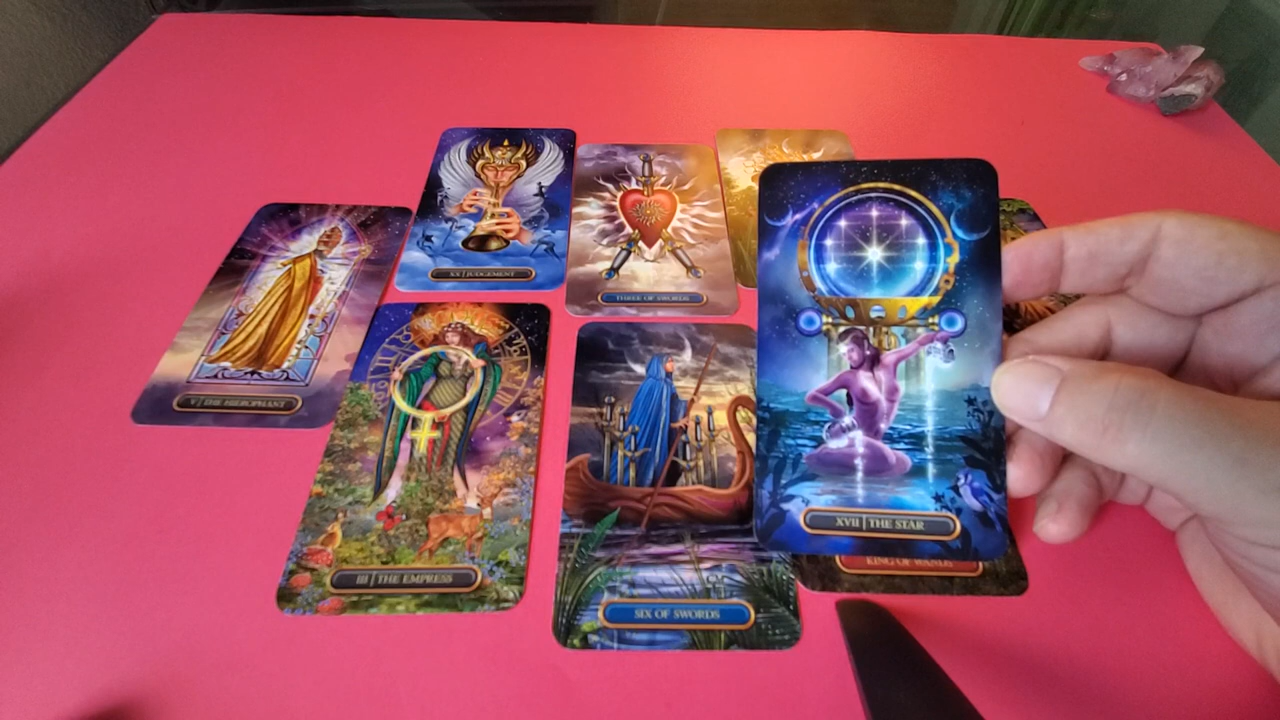 XX | JUDGEMENT
THREE OF SWORDS
V | THE HIEROPHANT
XVII | THE STAR
KING OF WANDS
III | THE EMPRESS
SIX OF SWORDS